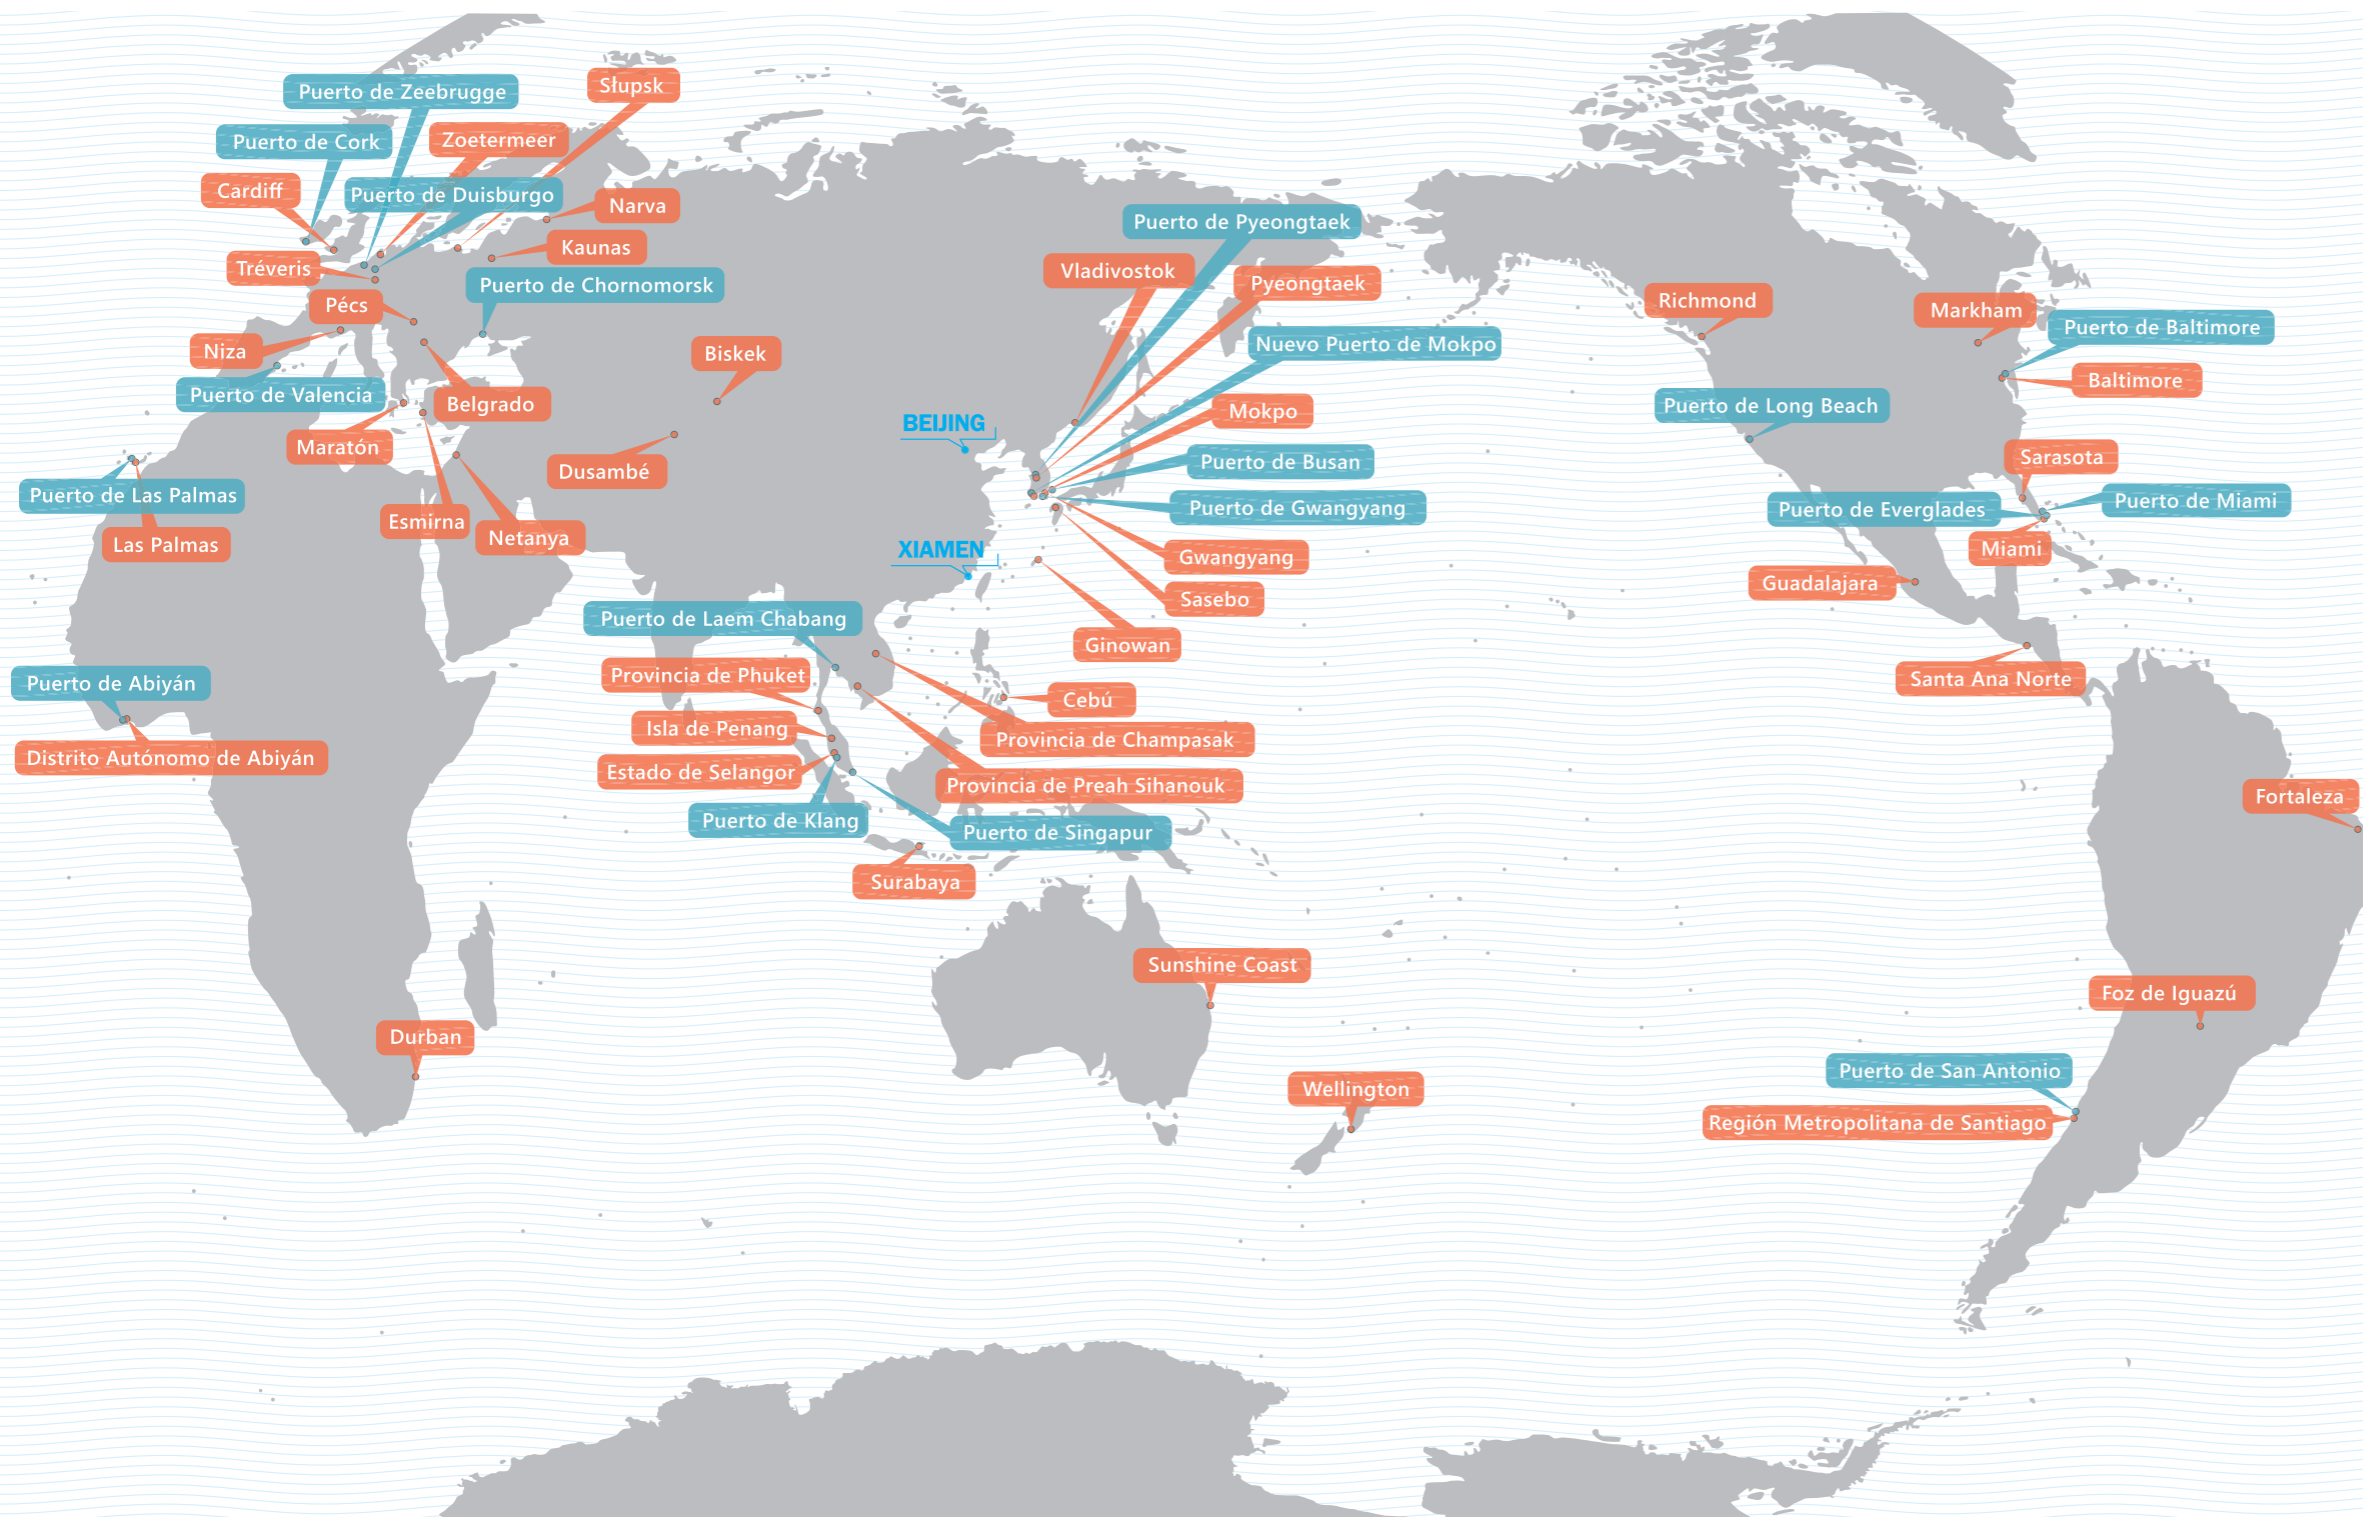 Puerto de Zeebrugge
Słupsk
Puerto de Cork
Zoetermeer
Cardiff
Puerto de Duisburgo
Narva
Kaunas
Tréveris
Puerto de Chornomorsk
Pécs
Niza
Puerto de Valencia
Belgrado
Biskek
Maratón
Dusambé
Puerto de Las Palmas
Las Palmas
Esmirna
Netanya
BEIJING
XIAMEN
Puerto de Pyeongtaek
Vladivostok
Pyeongtaek
Nuevo Puerto de Mokpo
Mokpo
Puerto de Busan
Puerto de Gwangyang
Gwangyang
Sasebo
Ginowan
Richmond
Markham
Puerto de Baltimore
Baltimore
Puerto de Long Beach
Sarasota
Puerto de Everglades
Puerto de Miami
Miami
Guadalajara
Santa Ana Norte
Puerto de Laem Chabang
Provincia de Phuket
Isla de Penang
Estado de Selangor
Puerto de Klang
Cebú
Provincia de Champasak
Provincia de Preah Sihanouk
Puerto de Singapur
Surabaya
Puerto de Abiyán
Distrito Autónomo de Abiyán
Durban
Sunshine Coast
Wellington
Fortaleza
Foz de Iguazú
Puerto de San Antonio
Región Metropolitana de Santiago